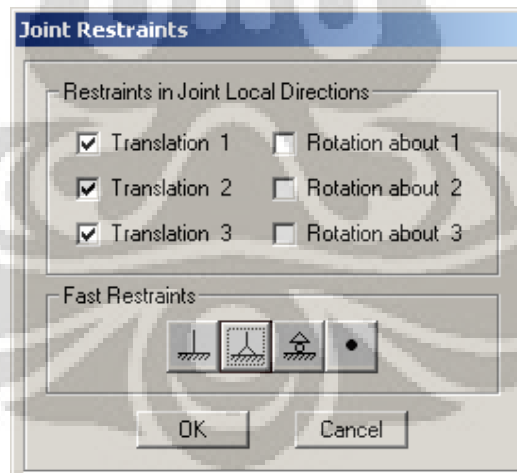 Joint Restraints
Restraints in Joint Local Directions
Translation 1 Rotation about 1
Translation 2 Rotation about 2
Translation 3 Rotation about 3
Fast Restraints
OK Cancel